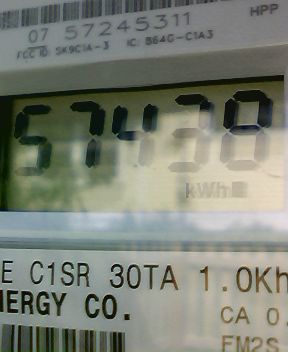 07 57245311 HPP
FCC ID SK9C1A-3 IC: 864G-C1A3
57438
kWh
E C1SR 30TA 1.0Kh
NERGY CO. CA 0.
FM2S